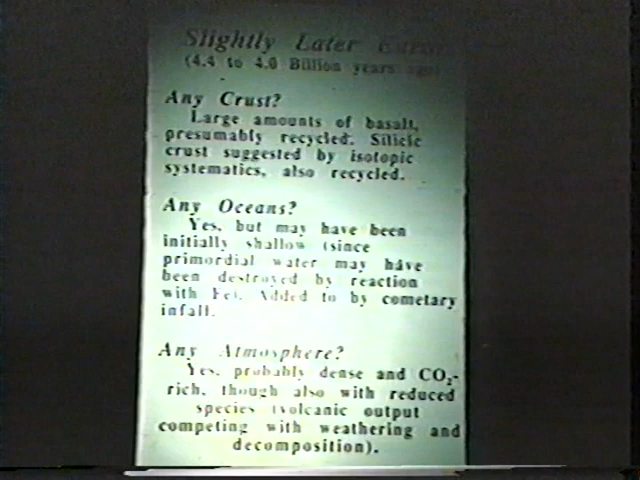 Slightly Later Earth
(4.4 to 4.0 Billion years ago)
Any Crust?
Large amounts of basalt,
presumably recycled. Silicic
crust suggested by isotopic
systematics, also recycled.
Any Oceans?
Yes, but may have been
initially shallow (since
primordial water may have
been destroyed by reaction
with Fe). Added to by cometary
infall.
Any Atmosphere?
Yes, probably dense and CO₂-
rich, though also with reduced
species (volcanic output
competing with weathering and
decomposition).